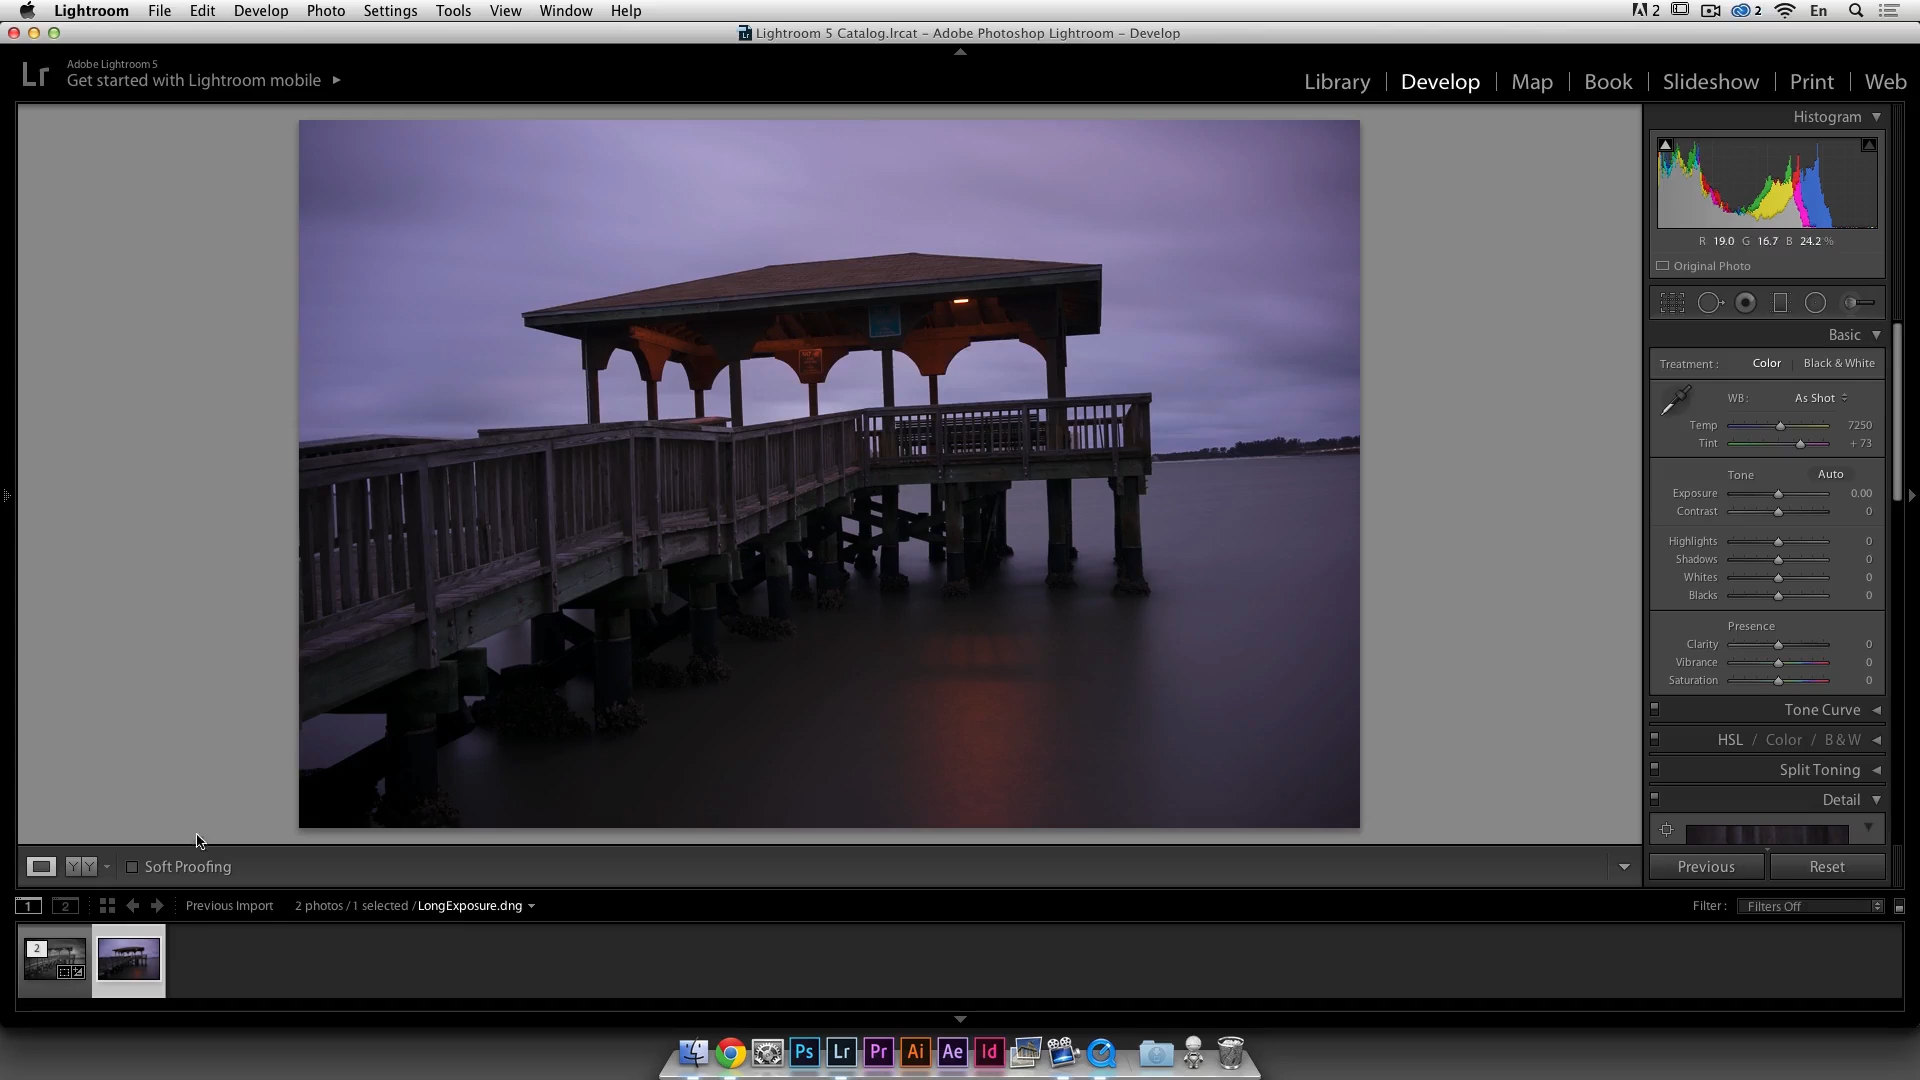 Lightroom File Edit Develop Photo Settings Tools View Window Help 2 2 En
Lightroom 5 Catalog.lrcat – Adobe Photoshop Lightroom – Develop
Lr
Adobe Lightroom 5
Get started with Lightroom mobile
Library | Develop | Map | Book | Slideshow | Print | Web
Histogram
R 19.0 G 16.7 B 24.2 %
Original Photo
Basic
Treatment : Color | Black & White
WB : As Shot
Temp 7250
Tint + 73
Tone Auto
Exposure 0.00
Contrast 0
Highlights 0
Shadows 0
Whites 0
Blacks 0
Presence
Clarity 0
Vibrance 0
Saturation 0
Tone Curve
HSL / Color / B & W
Split Toning
Detail
YY Soft Proofing
Previous Reset
1 2 Previous Import 2 photos / 1 selected / LongExposure.dng Filter : Filters Off
2
Ps Lr Pr Ai Ae Id